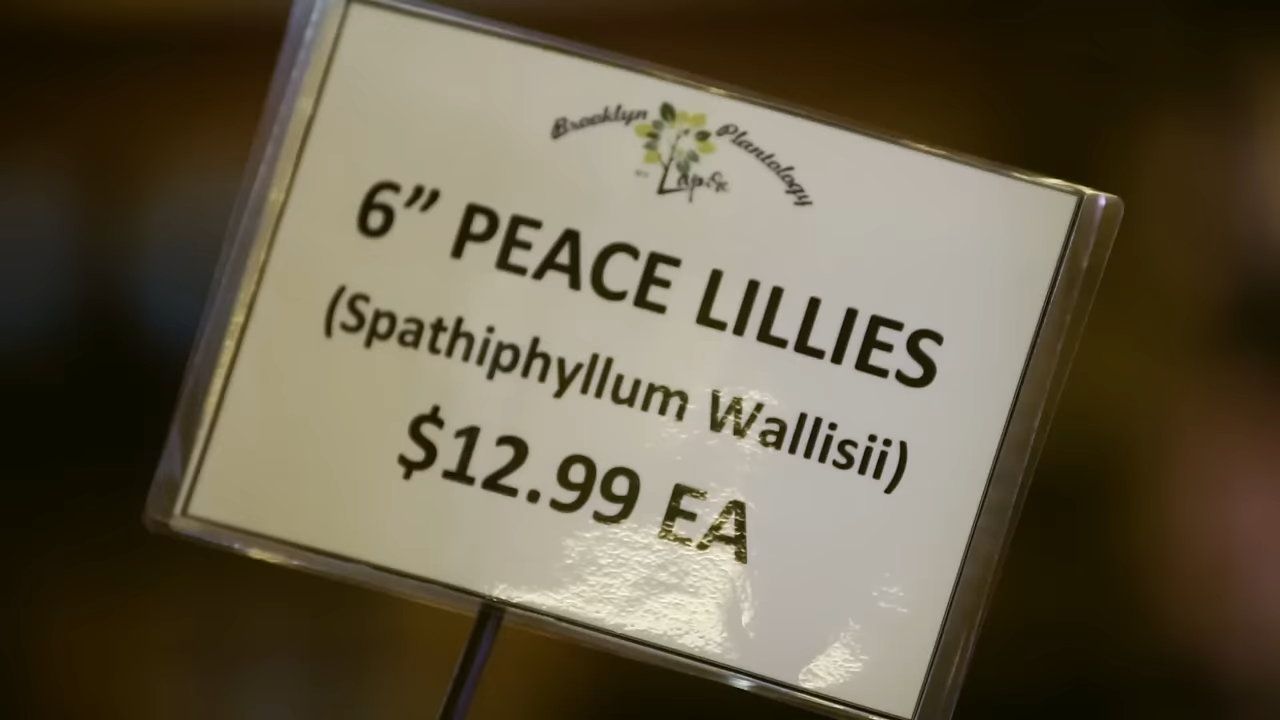 Brooklyn Plantology
6” PEACE LILLIES
(Spathiphyllum Wallisii)
$12.99 EA